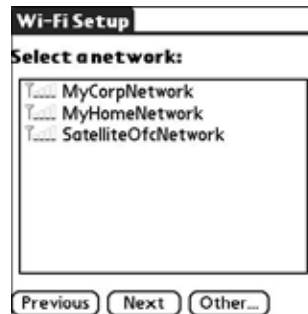 Wi-Fi Setup
Select a network:
MyCorpNetwork
MyHomeNetwork
SatelliteOfcNetwork
Previous Next Other...